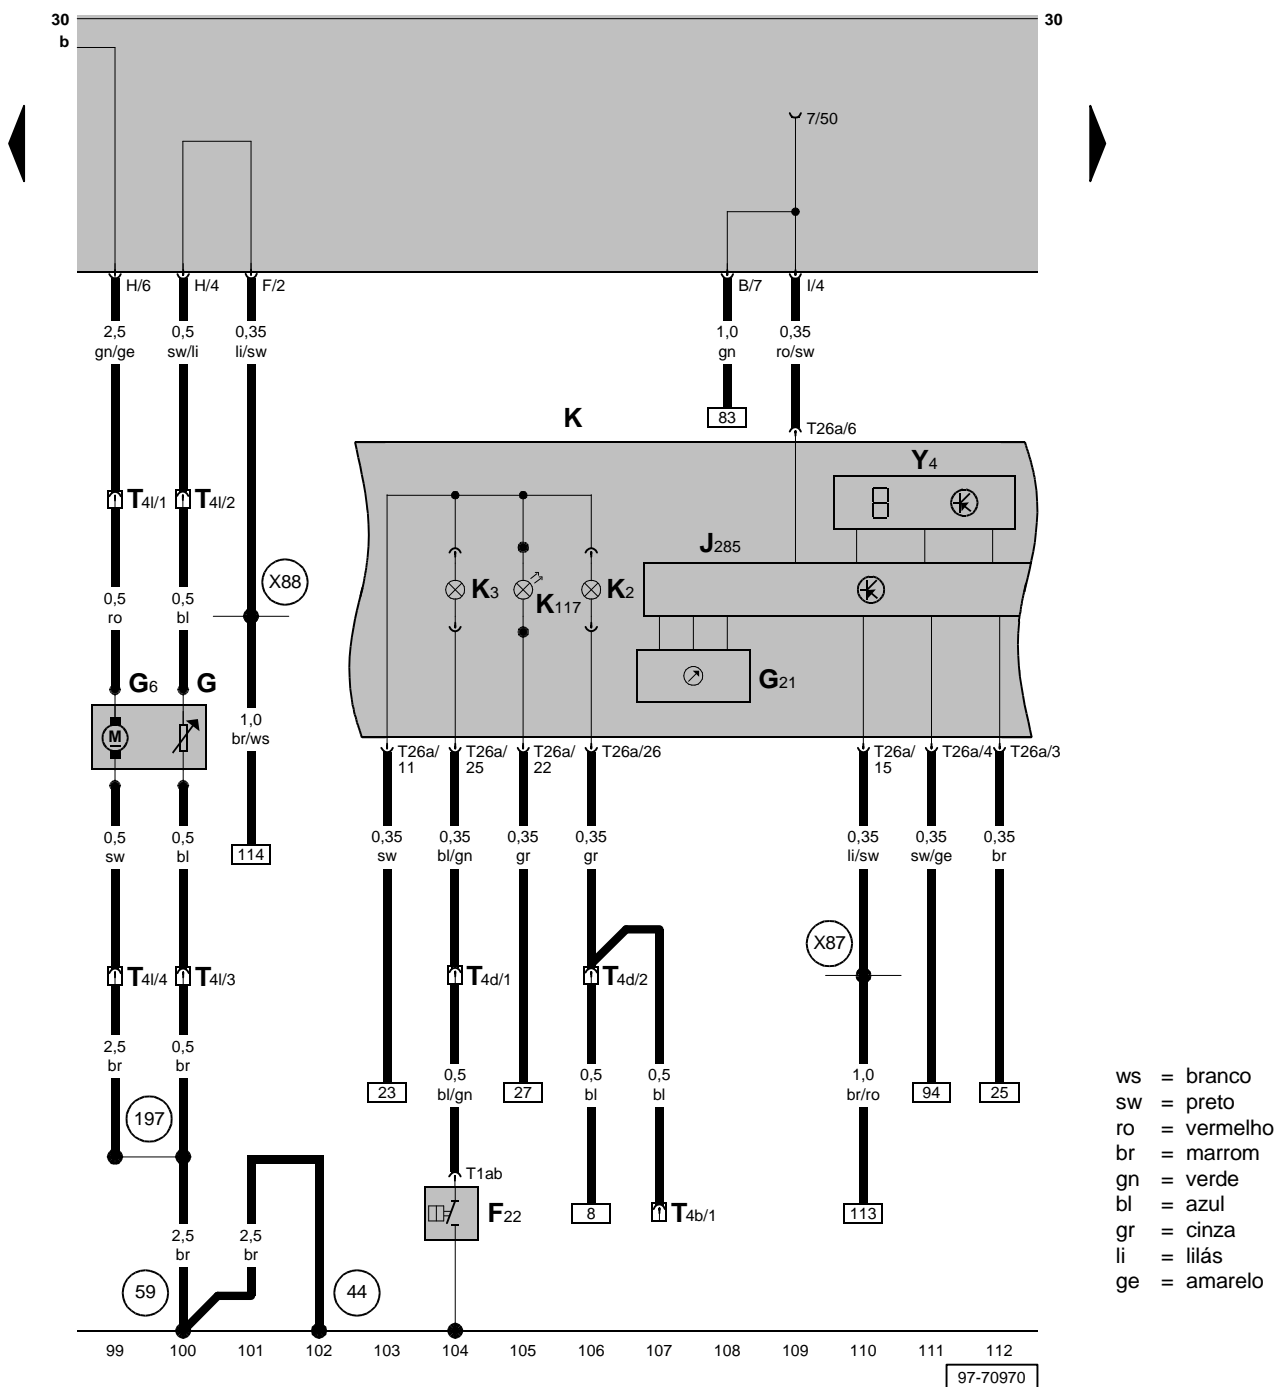 30
30
b
7/50
H/6
H/4
F/2
B/7
I/4
2,5
gn/ge
0,5
sw/li
0,35
li/sw
1,0
gn
0,35
ro/sw
83
K
T26a/6
Y4
T4l/1
T4l/2
J285
X88
K3
K117
K2
0,5
ro
0,5
bl
G6
G
G21
M
1,0
br/ws
T26a/
11
T26a/
25
T26a/
22
T26a/26
T26a/
15
T26a/4
T26a/3
0,5
sw
0,5
bl
114
0,35
sw
0,35
bl/gn
0,35
gr
0,35
gr
0,35
li/sw
0,35
sw/ge
0,35
br
X87
T4l/4
T4l/3
T4d/1
T4d/2
2,5
br
0,5
br
23
0,5
bl/gn
27
0,5
bl
0,5
bl
1,0
br/ro
94
25
197
T1ab
F22
8
T4b/1
113
2,5
br
2,5
br
59
44
ws = branco
sw = preto
ro = vermelho
br = marrom
gn = verde
bl = azul
gr = cinza
li = lilás
ge = amarelo
99 100 101 102 103 104 105 106 107 108 109 110 111 112
97-70970